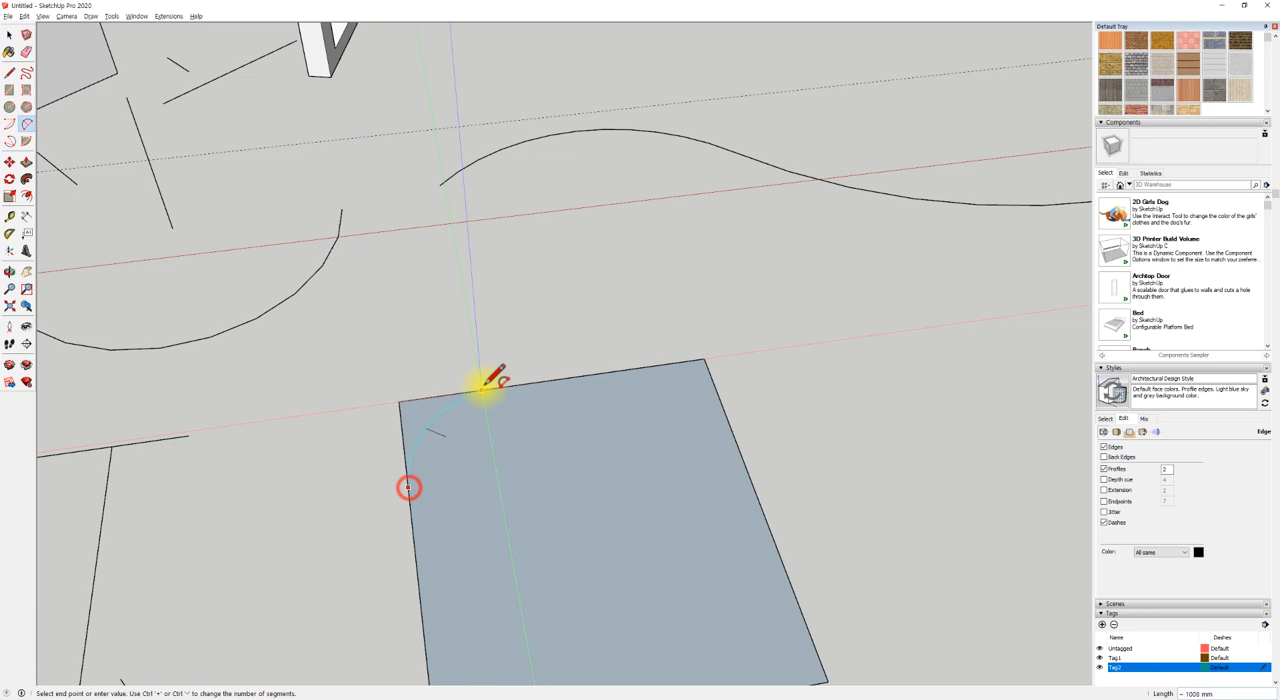 Untitled - SketchUp Pro 2020
File Edit View Camera Draw Tools Window Extensions Help
Default Tray
Components
Select Edit Statistics
3D Warehouse
2D Girls Dog
by SketchUp
Use the Interact Tool to change the color of the girls'
clothes and the dog's fur.
3D Printer Build Volume
by SketchUp C
This is a Dynamic Component. Use the Component
Options window to set the size to match your preferre...
Archtop Door
by SketchUp
A scalable door that glues to walls and cuts a hole
through them.
Bed
by SketchUp
Configurable Platform Bed
Components Sampler
Styles
Architectural Design Style
Default face colors. Profile edges. Light blue sky
and gray background color.
Select Edit Mix
Edge
Edges
Back Edges
Profiles 2
Depth cue 4
Extension 2
Endpoints 7
Jitter
Dashes
Color: All same
Scenes
Tags
Name Dashes
Untagged Default
Tag1 Default
Tag2 Default
Select end point or enter value. Use Ctrl '+' or Ctrl '-' to change the number of segments.
Length ~ 1008 mm